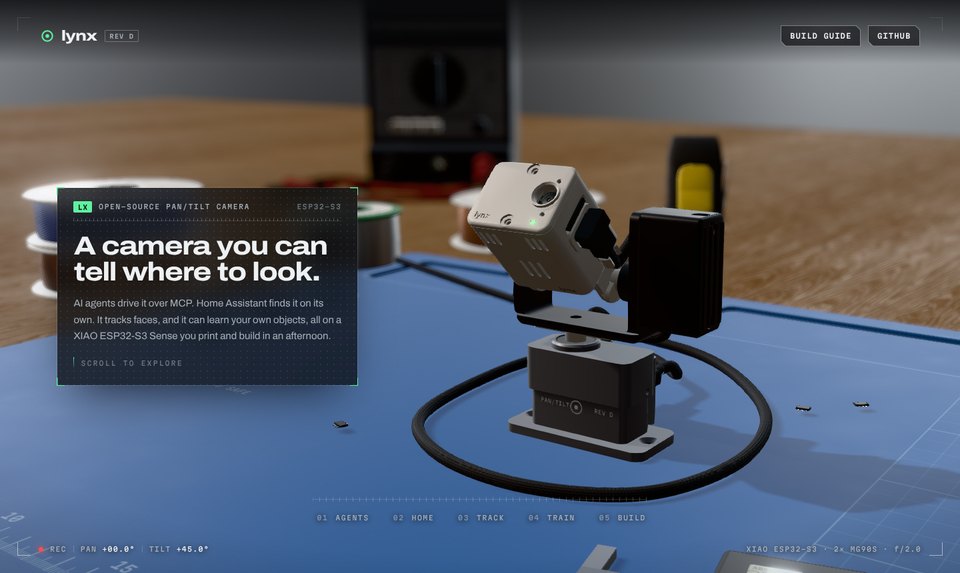 lynx REV D
BUILD GUIDE
GITHUB
LX OPEN-SOURCE PAN/TILT CAMERA ESP32-S3
A camera you can
tell where to look.
AI agents drive it over MCP. Home Assistant finds it on its
own. It tracks faces, and it can learn your own objects, all on a
XIAO ESP32-S3 Sense you print and build in an afternoon.
SCROLL TO EXPLORE
lynx
PAN/TILT REV D
01 AGENTS 02 HOME 03 TRACK 04 TRAIN 05 BUILD
10
15
REC PAN +00.0° TILT +45.0°
XIAO ESP32-S3 · 2× MG90S · f/2.0